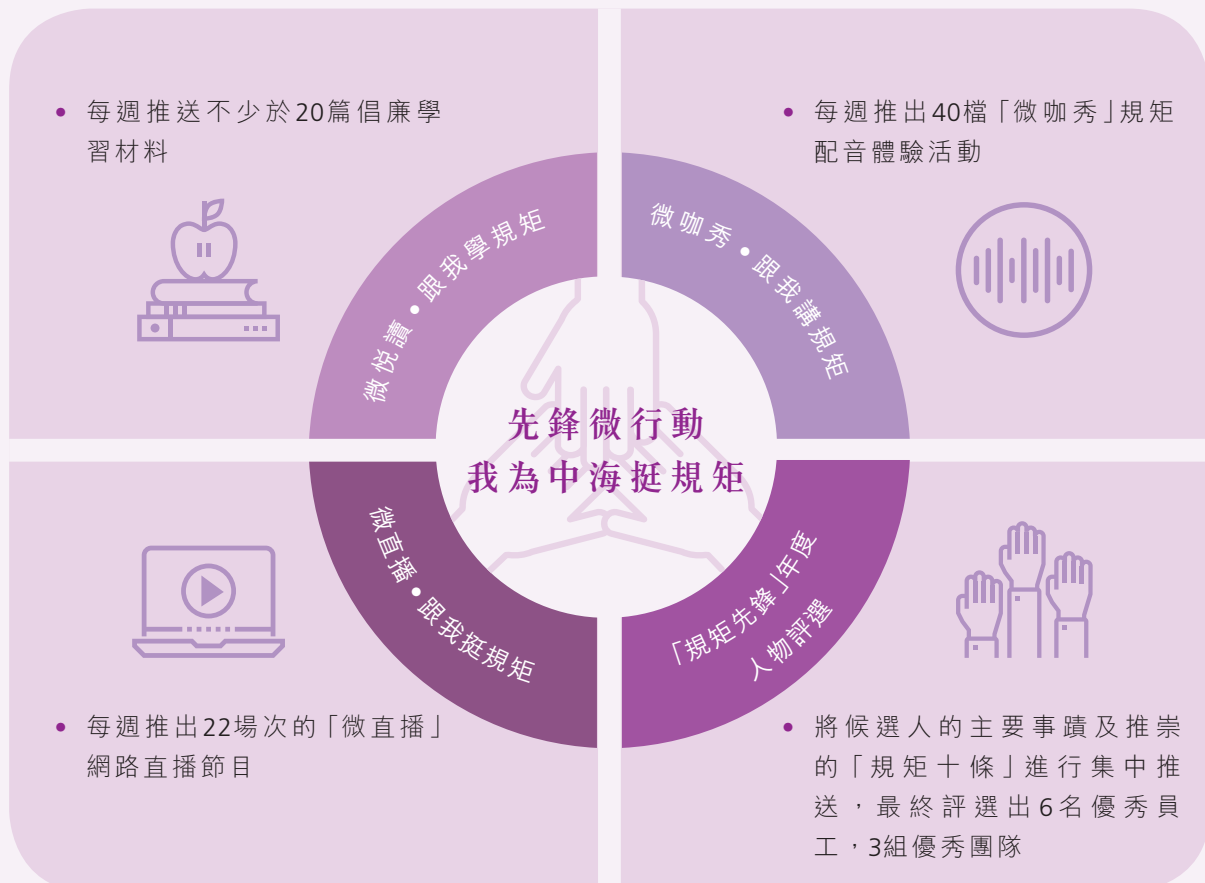 • 每週推送不少於20篇倡廉學
習材料
• 每週推出40檔「微咖秀」規矩
配音體驗活動
微悅讀•跟我學規矩
微咖秀•跟我講規矩
先鋒微行動
我為中海挺規矩
微直播•跟我挺規矩
「規矩先鋒」年度
人物評選
• 每週推出22場次的「微直播」
網路直播節目
• 將候選人的主要事蹟及推崇
的「規矩十條」進行集中推
送，最終評選出6名優秀員
工，3組優秀團隊